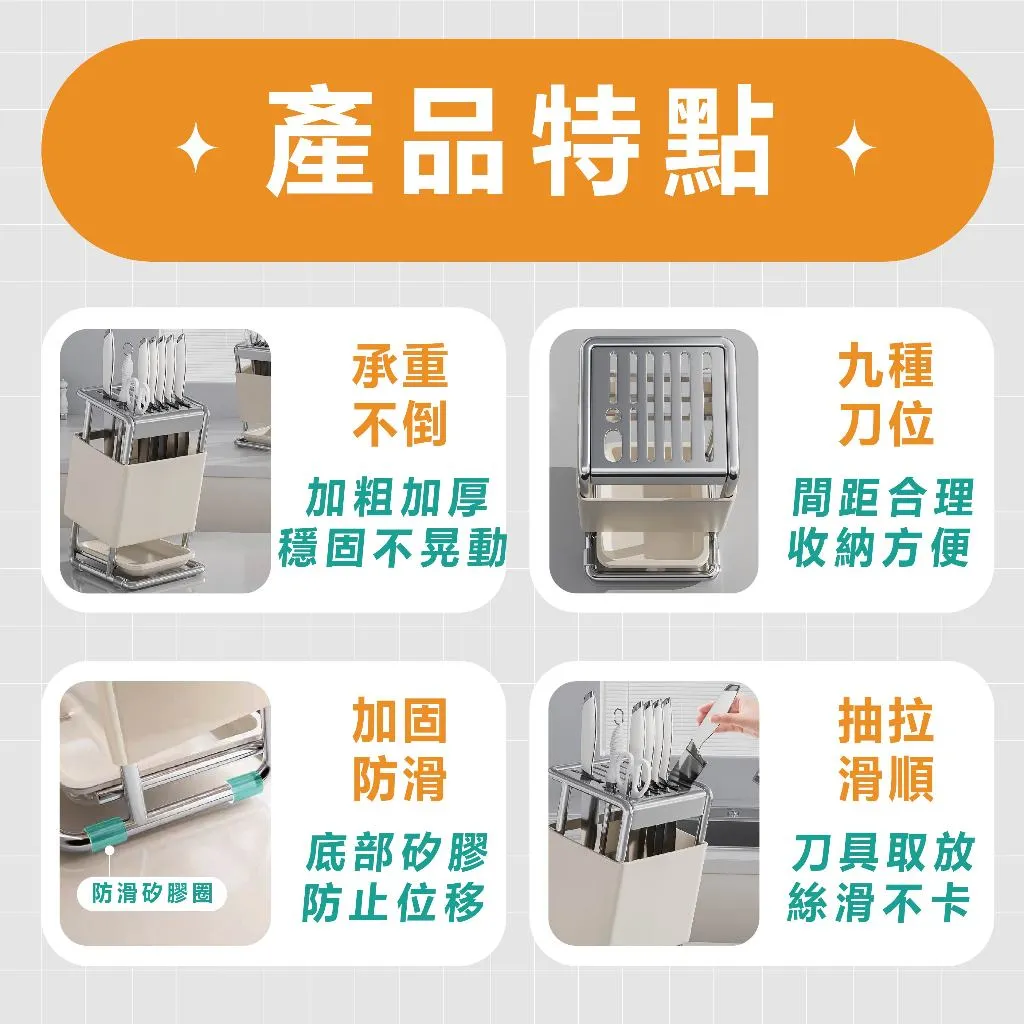 產品特點
承重
不倒
加粗加厚
穩固不晃動
九種
刀位
間距合理
收納方便
加固
防滑
底部矽膠
防止位移
防滑矽膠圈
抽拉
滑順
刀具取放
絲滑不卡